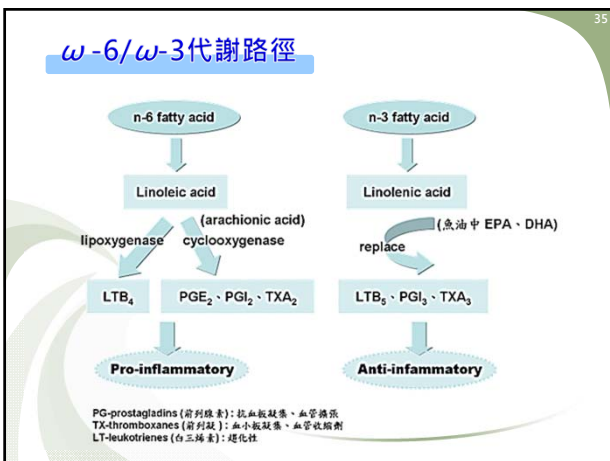 35
ω-6/ω-3代謝路徑
n-6 fatty acid
n-3 fatty acid
Linoleic acid
Linolenic acid
(arachionic acid)
lipoxygenase cyclooxygenase
(魚油中 EPA、DHA)
replace
LTB₄
PGE₂、PGI₂、TXA₂
LTB₅、PGI₃、TXA₃
Pro-inflammatory
Anti-infammatory
PG-prostagladins (前列腺素): 抗血板凝集、血管擴張
TX-thromboxanes (前列凝): 血小板凝集、血管收縮劑
LT-leukotrienes (白三烯素): 趨化性